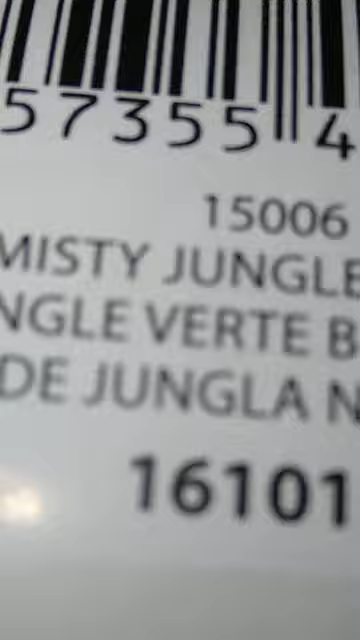 57355 4
15006
MISTY JUNGLE
NGLE VERTE B
DE JUNGLA N
16101